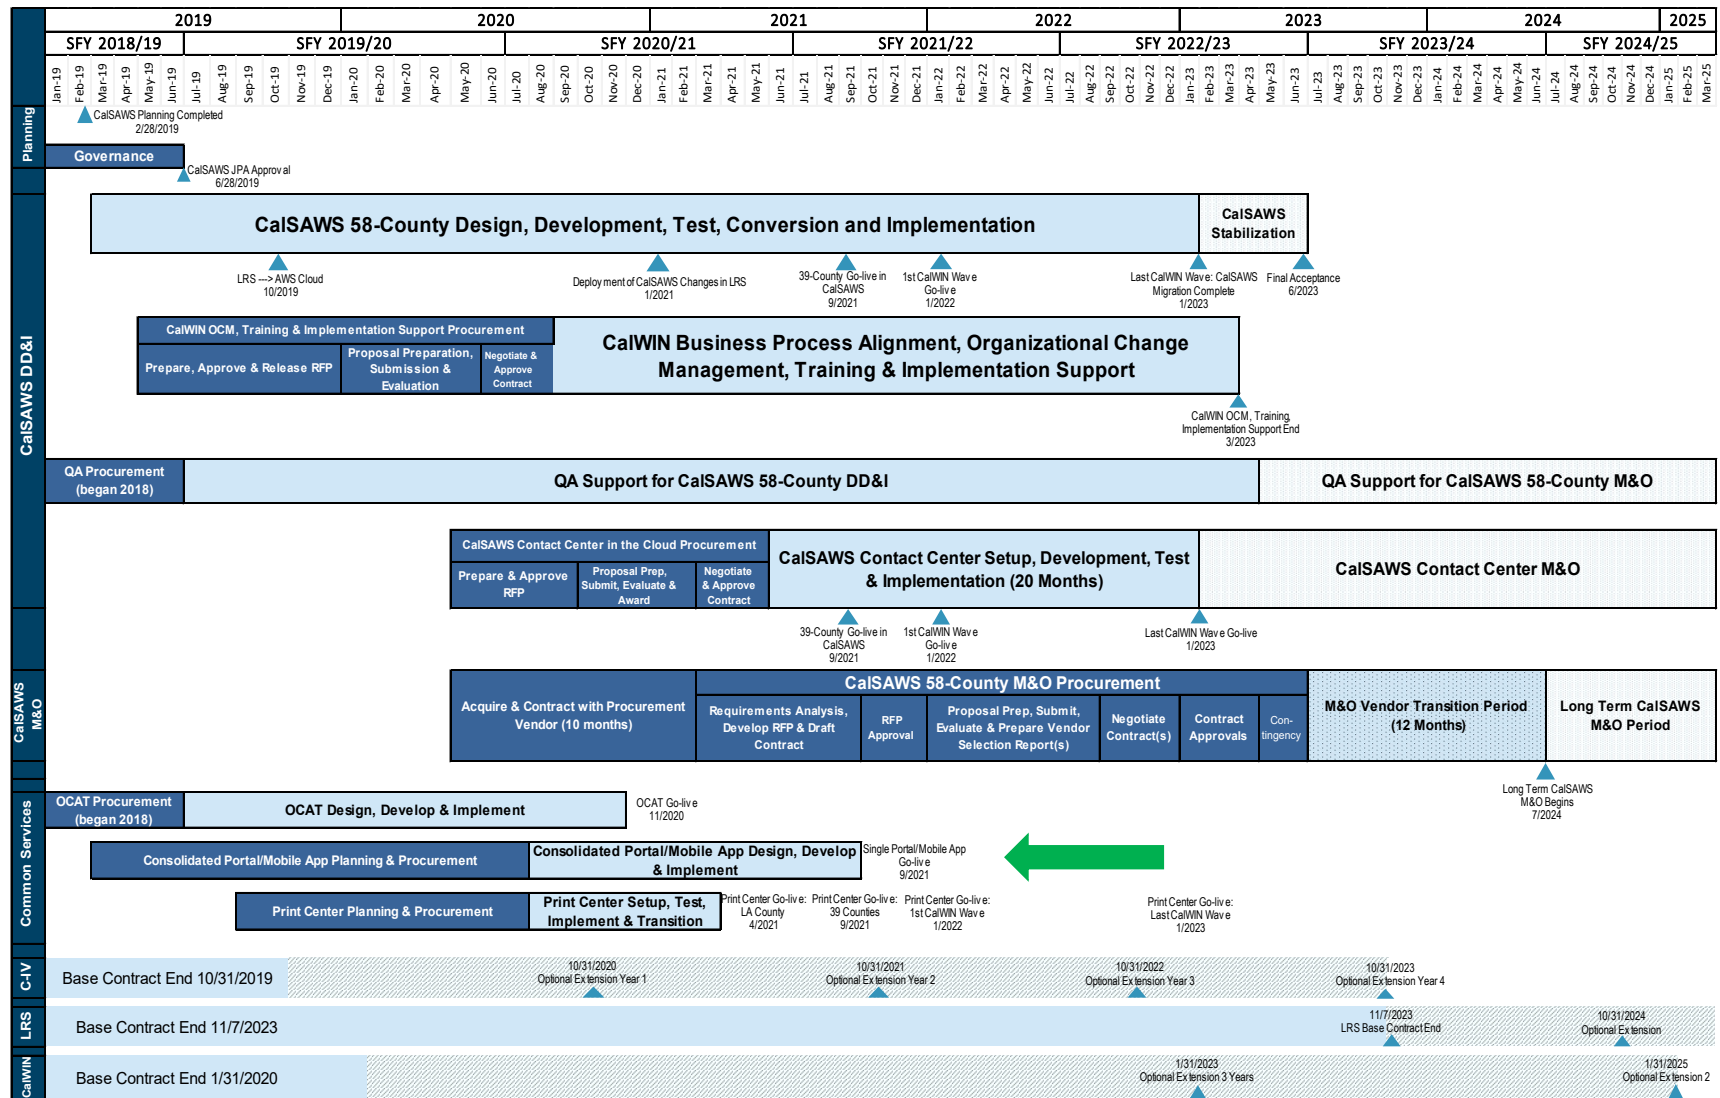 2019 2020 2021 2022 2023 2024 2025
SFY 2018/19 SFY 2019/20 SFY 2020/21 SFY 2021/22 SFY 2022/23 SFY 2023/24 SFY 2024/25
Jan-19 Feb-19 Mar-19 Apr-19 May-19 Jun-19 Jul-19 Aug-19 Sep-19 Oct-19 Nov-19 Dec-19 Jan-20 Feb-20 Mar-20 Apr-20 May-20 Jun-20 Jul-20 Aug-20 Sep-20 Oct-20 Nov-20 Dec-20 Jan-21 Feb-21 Mar-21 Apr-21 May-21 Jun-21 Jul-21 Aug-21 Sep-21 Oct-21 Nov-21 Dec-21 Jan-22 Feb-22 Mar-22 Apr-22 May-22 Jun-22 Jul-22 Aug-22 Sep-22 Oct-22 Nov-22 Dec-22 Jan-23 Feb-23 Mar-23 Apr-23 May-23 Jun-23 Jul-23 Aug-23 Sep-23 Oct-23 Nov-23 Dec-23 Jan-24 Feb-24 Mar-24 Apr-24 May-24 Jun-24 Jul-24 Aug-24 Sep-24 Oct-24 Nov-24 Dec-24 Jan-25 Feb-25 Mar-25
Planning
CalSAWS Planning Completed
2/28/2019
Governance
CalSAWS JPA Approval
6/28/2019
CalSAWS DD&I
CalSAWS 58-County Design, Development, Test, Conversion and Implementation
CalSAWS
Stabilization
LRS ---> AWS Cloud
10/2019
Deployment of CalSAWS Changes in LRS
1/2021
39-County Go-live in
CalSAWS
9/2021
1st CalWIN Wave
Go-live
1/2022
Last CalWIN Wave: CalSAWS
Migration Complete
1/2023
Final Acceptance
6/2023
CalWIN OCM, Training & Implementation Support Procurement
Prepare, Approve & Release RFP
Proposal Preparation,
Submission &
Evaluation
Negotiate &
Approve
Contract
CalWIN Business Process Alignment, Organizational Change
Management, Training & Implementation Support
CalWIN OCM, Training,
Implementation Support End
3/2023
QA Procurement
(began 2018)
QA Support for CalSAWS 58-County DD&I
QA Support for CalSAWS 58-County M&O
CalSAWS Contact Center in the Cloud Procurement
Prepare & Approve
RFP
Proposal Prep,
Submit, Evaluate &
Award
Negotiate
& Approve
Contract
CalSAWS Contact Center Setup, Development, Test
& Implementation (20 Months)
CalSAWS Contact Center M&O
39-County Go-live in
CalSAWS
9/2021
1st CalWIN Wave
Go-live
1/2022
Last CalWIN Wave Go-live
1/2023
CalSAWS
M&O
Acquire & Contract with Procurement
Vendor (10 months)
CalSAWS 58-County M&O Procurement
Requirements Analysis,
Develop RFP & Draft
Contract
RFP
Approval
Proposal Prep, Submit,
Evaluate & Prepare Vendor
Selection Report(s)
Negotiate
Contract(s)
Contract
Approvals
Con-
tingency
M&O Vendor Transition Period
(12 Months)
Long Term CalSAWS
M&O Period
Long Term CalSAWS
M&O Begins
7/2024
Common Services
OCAT Procurement
(began 2018)
OCAT Design, Develop & Implement
OCAT Go-live
11/2020
Consolidated Portal/Mobile App Planning & Procurement
Consolidated Portal/Mobile App Design, Develop
& Implement
Single Portal/Mobile App
Go-live
9/2021
Print Center Planning & Procurement
Print Center Setup, Test,
Implement & Transition
Print Center Go-live:
LA County
4/2021
Print Center Go-live:
39 Counties
9/2021
Print Center Go-live:
1st CalWIN Wave
1/2022
Print Center Go-live:
Last CalWIN Wave
1/2023
C-IV
Base Contract End 10/31/2019
10/31/2020
Optional Extension Year 1
10/31/2021
Optional Extension Year 2
10/31/2022
Optional Extension Year 3
10/31/2023
Optional Extension Year 4
LRS
Base Contract End 11/7/2023
11/7/2023
LRS Base Contract End
10/31/2024
Optional Extension
CalWIN
Base Contract End 1/31/2020
1/31/2023
Optional Extension 3 Years
1/31/2025
Optional Extension 2